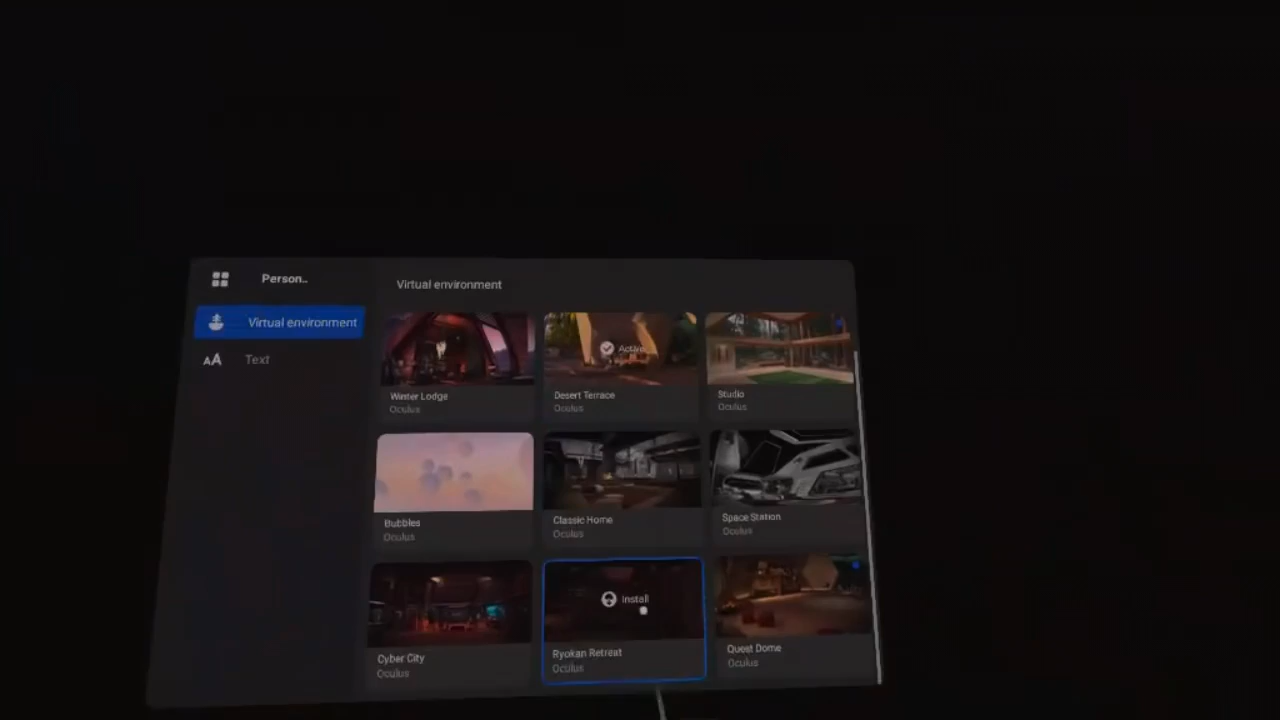 Person..
Virtual environment
Text
Virtual environment
Winter Lodge
Oculus
Active
Desert Terrace
Oculus
Studio
Oculus
Bubbles
Oculus
Classic Home
Oculus
Space Station
Oculus
Cyber City
Oculus
Install
Ryokan Retreat
Oculus
Quest Dome
Oculus